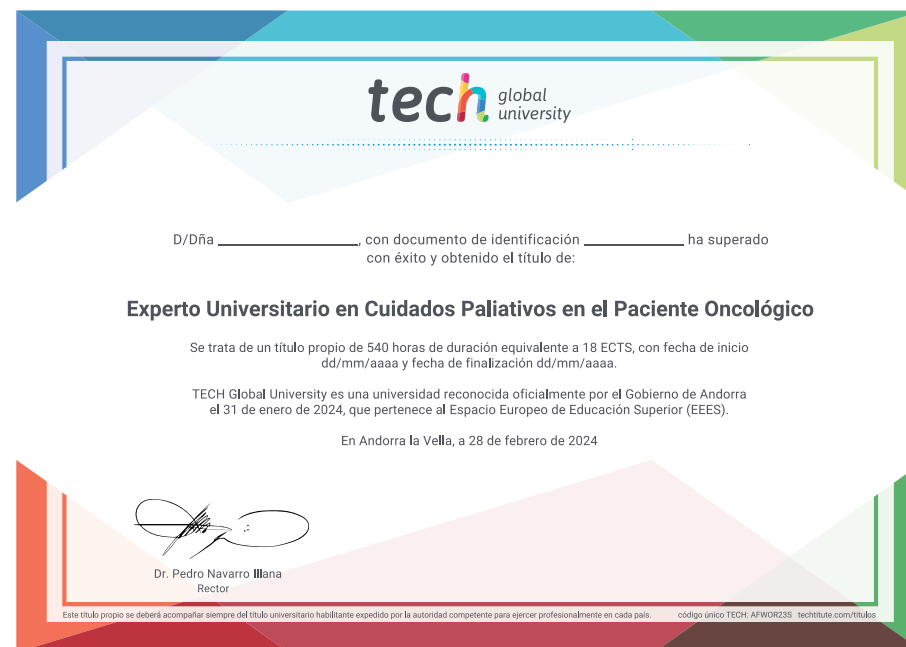 tech global university
D/Dña ______________, con documento de identificación __________ ha superado
con éxito y obtenido el título de:
Experto Universitario en Cuidados Paliativos en el Paciente Oncológico
Se trata de un título propio de 540 horas de duración equivalente a 18 ECTS, con fecha de inicio
dd/mm/aaaa y fecha de finalización dd/mm/aaaa.
TECH Global University es una universidad reconocida oficialmente por el Gobierno de Andorra
el 31 de enero de 2024, que pertenece al Espacio Europeo de Educación Superior (EEES).
En Andorra la Vella, a 28 de febrero de 2024
Dr. Pedro Navarro Illana
Rector
Este título propio se deberá acompañar siempre del título universitario habilitante expedido por la autoridad competente para ejercer profesionalmente en cada país. código único TECH: AFWOR23S techtitute.com/titulos